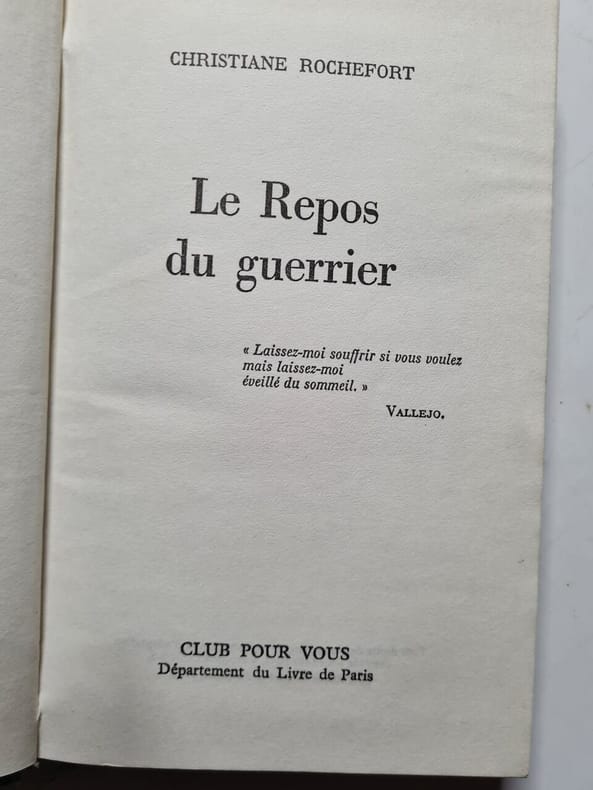 CHRISTIANE ROCHEFORT
Le Repos
du guerrier
« Laissez-moi souffrir si vous voulez
mais laissez-moi
éveillé du sommeil. »
VALLEJO.
CLUB POUR VOUS
Département du Livre de Paris